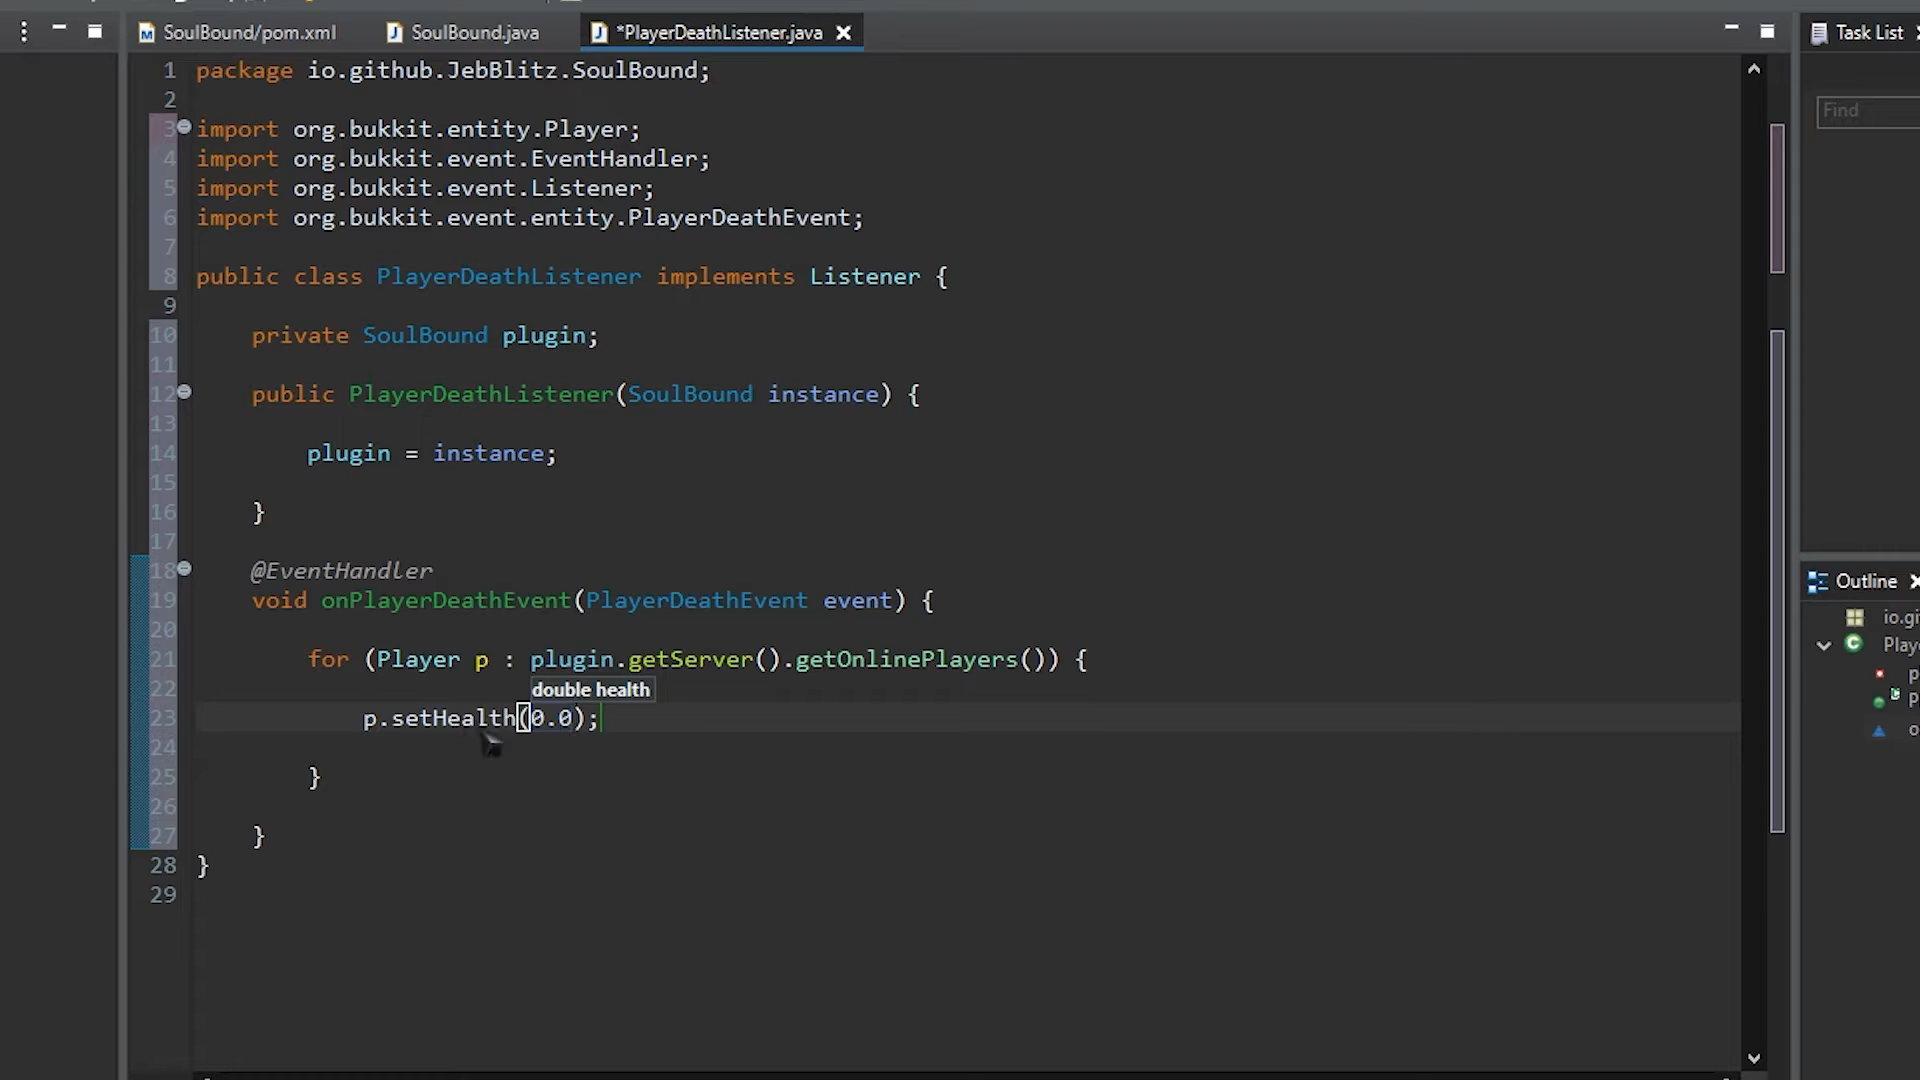 SoulBound/pom.xml
SoulBound.java
*PlayerDeathListener.java
Task List
Find
1 package io.github.JebBlitz.SoulBound;
2
3 import org.bukkit.entity.Player;
4 import org.bukkit.event.EventHandler;
5 import org.bukkit.event.Listener;
6 import org.bukkit.event.entity.PlayerDeathEvent;
7
8 public class PlayerDeathListener implements Listener {
9
10 private SoulBound plugin;
11
12 public PlayerDeathListener(SoulBound instance) {
13
14 plugin = instance;
15
16 }
17
18 @EventHandler
19 void onPlayerDeathEvent(PlayerDeathEvent event) {
20
21 for (Player p : plugin.getServer().getOnlinePlayers()) {
22
double health
23 p.setHealth(0.0);
24
25 }
26
27 }
28 }
29
Outline
io.gi
Playe
p
P
o